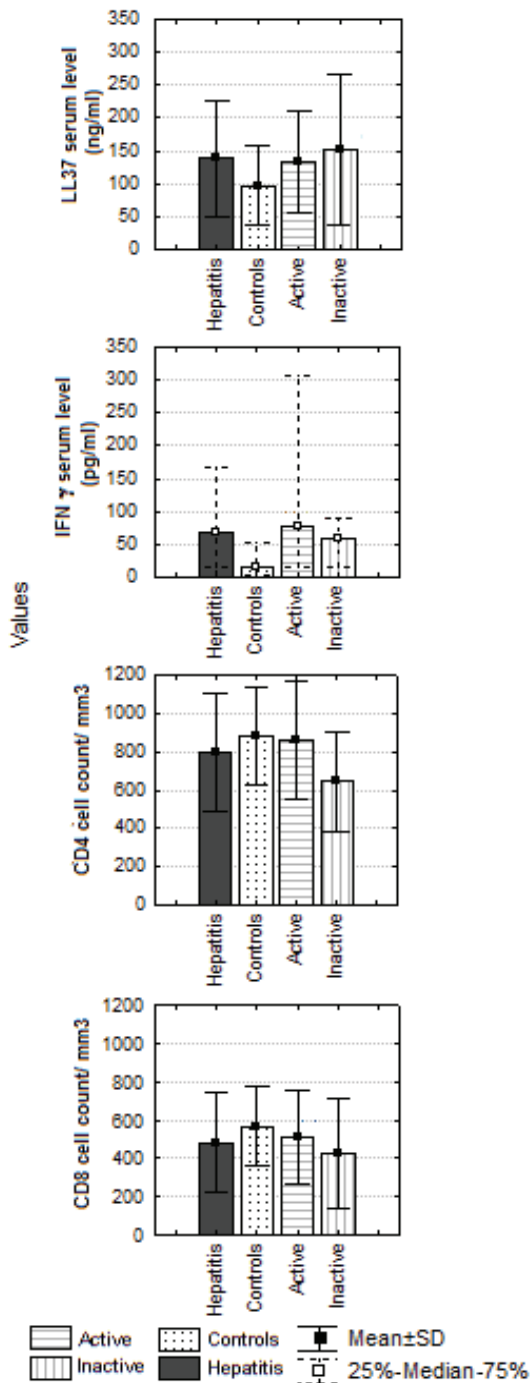 Values
LL37 serum level
(ng/ml)
350
300
250
200
150
100
50
0
Hepatitis
Controls
Active
Inactive
IFN γ serum level
(pg/ml)
350
300
250
200
150
100
50
0
Hepatitis
Controls
Active
Inactive
CD4 cell count/ mm3
1200
1000
800
600
400
200
0
Hepatitis
Controls
Active
Inactive
CD8 cell count/ mm3
1200
1000
800
600
400
200
0
Hepatitis
Controls
Active
Inactive
Active Controls Mean±SD
Inactive Hepatitis 25%-Median-75%